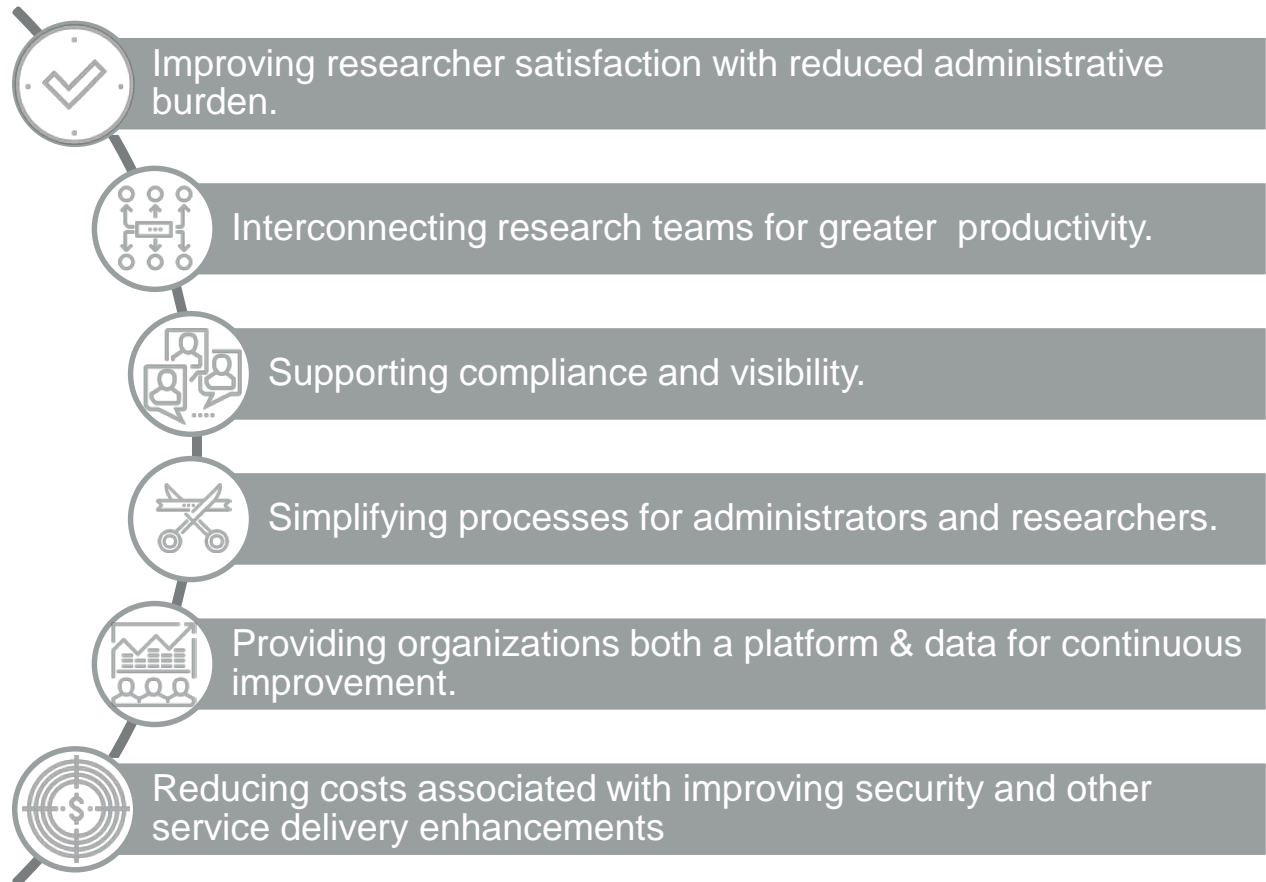 Improving researcher satisfaction with reduced administrative
burden.
Interconnecting research teams for greater  productivity.
Supporting compliance and visibility.
Simplifying processes for administrators and researchers.
Providing organizations both a platform & data for continuous
improvement.
$
Reducing costs associated with improving security and other
service delivery enhancements